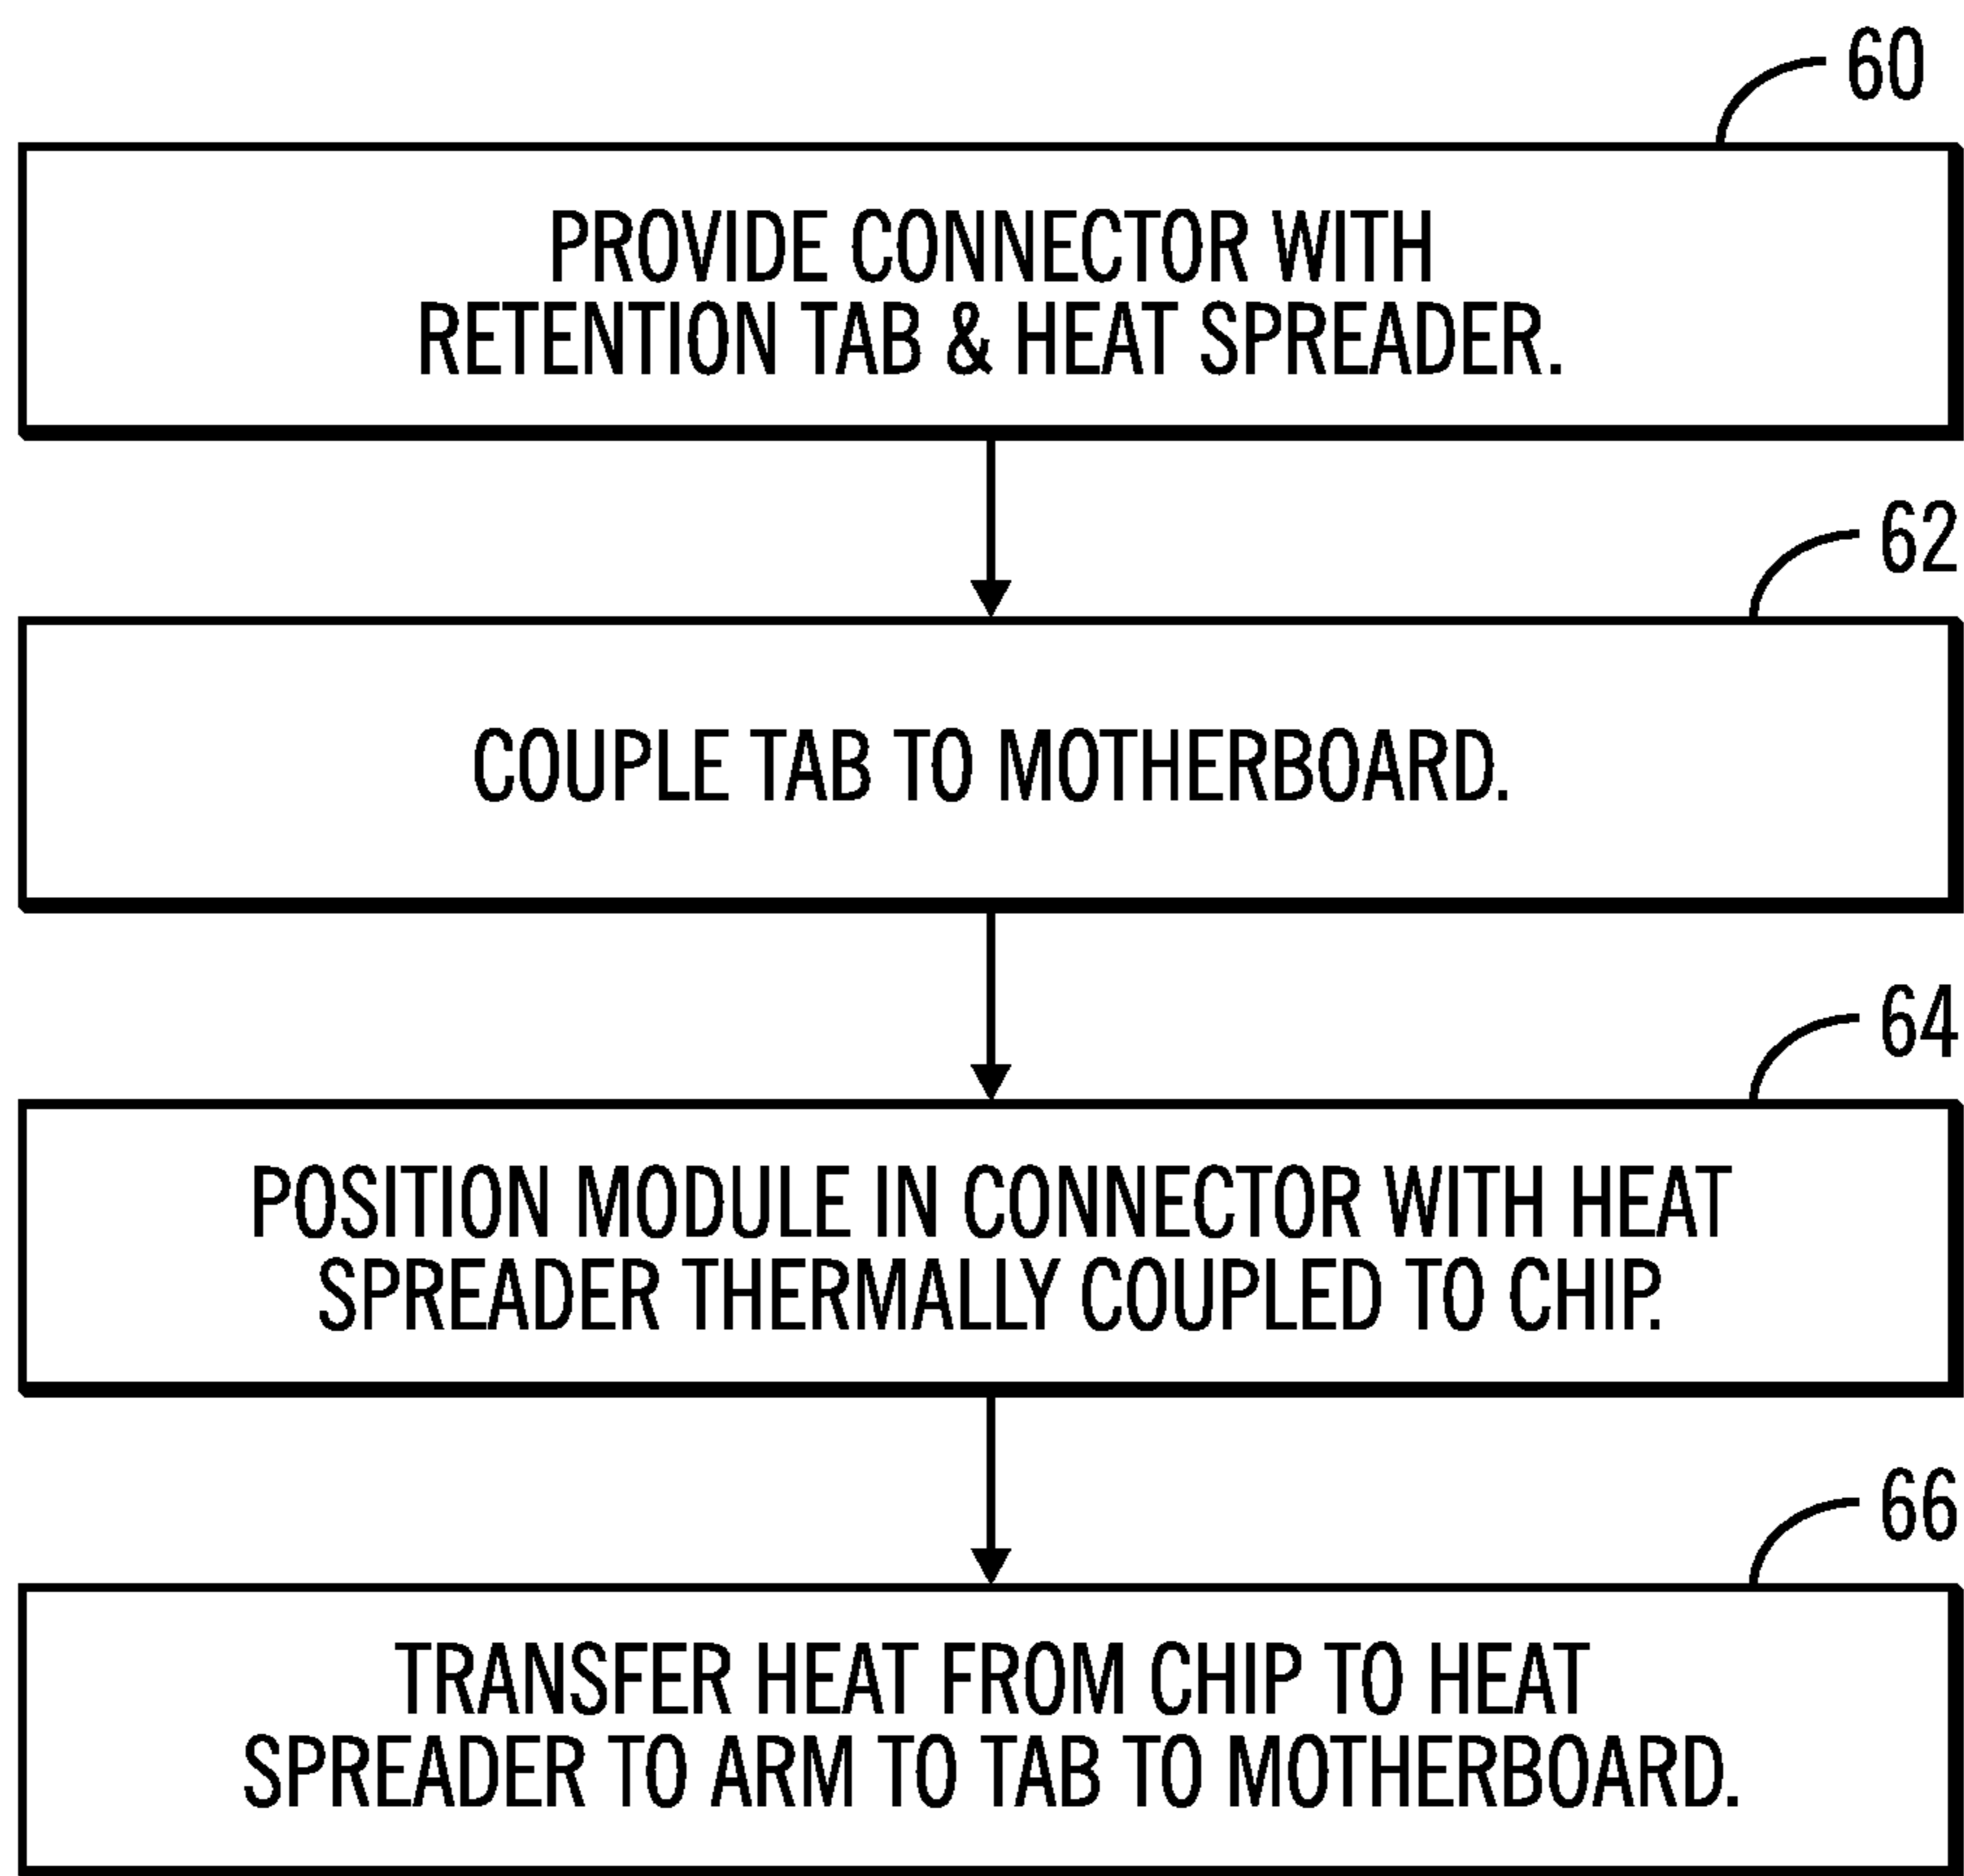 60
PROVIDE CONNECTOR WITH
RETENTION TAB & HEAT SPREADER.
62
COUPLE TAB TO MOTHERBOARD.
64
POSITION MODULE IN CONNECTOR WITH HEAT
SPREADER THERMALLY COUPLED TO CHIP.
66
TRANSFER HEAT FROM CHIP TO HEAT
SPREADER TO ARM TO TAB TO MOTHERBOARD.